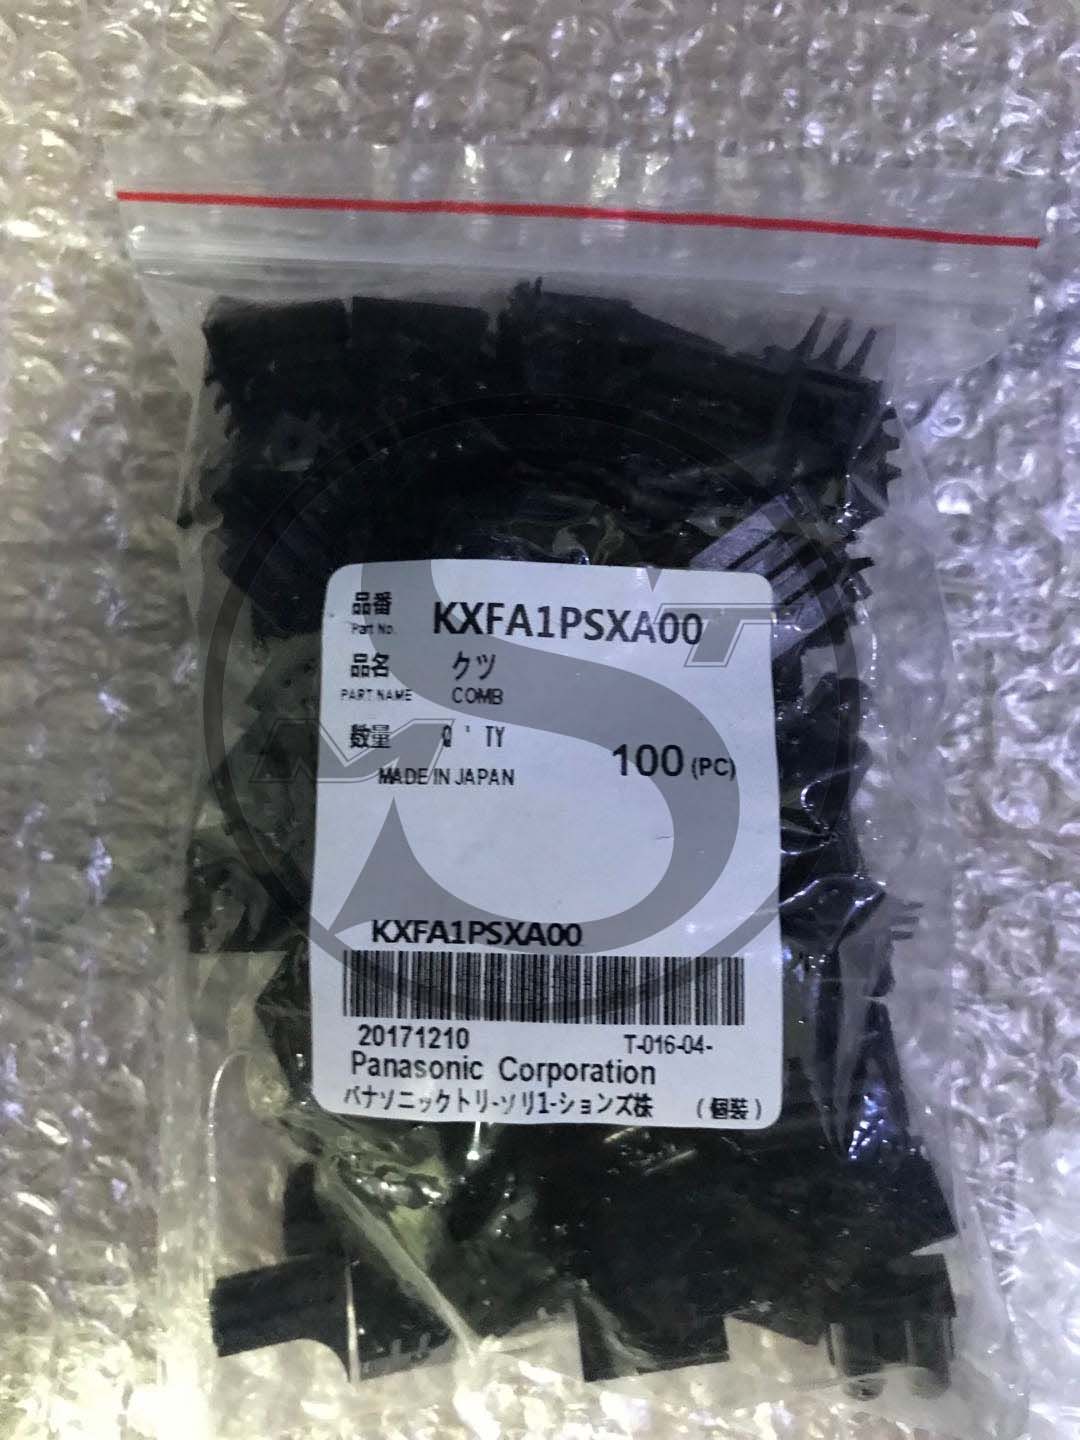 品番 KXFA1PSXA00
Part No.
品名 クツ
PART NAME COMB
数量 Q'TY 100 (PC)
MADE IN JAPAN
KXFA1PSXA00
20171210 T-016-04-
Panasonic Corporation
パナソニックトリ-ソリ1-ションズ株 (個装)
SMT